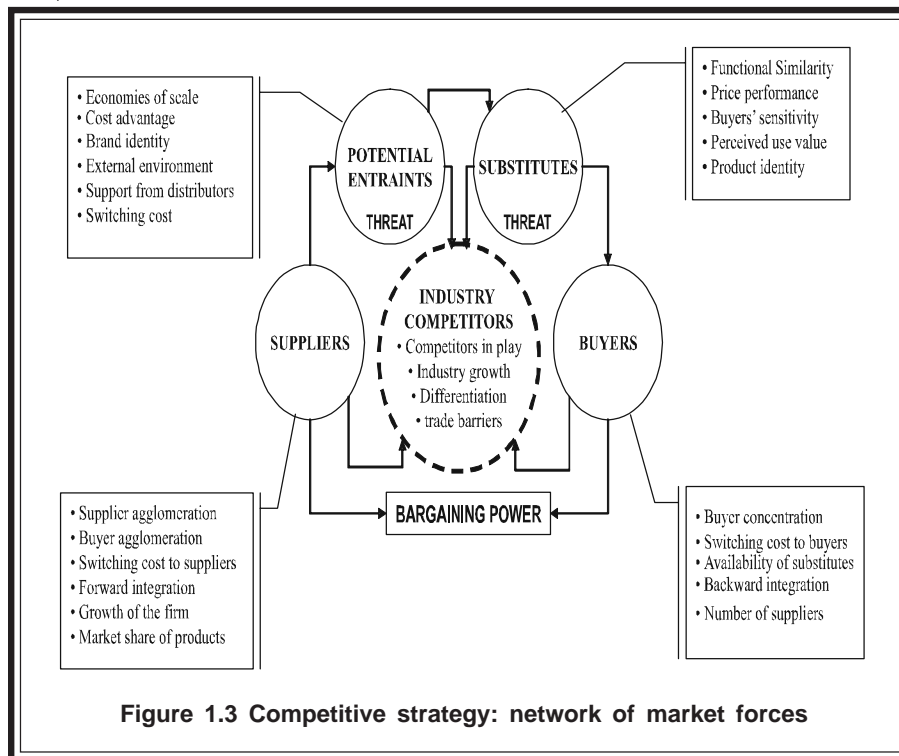 • Economies of scale
• Cost advantage
• Brand identity
• External environment
• Support from distributors
• Switching cost
POTENTIAL
ENTRAINTS
THREAT
SUBSTITUTES
THREAT
• Functional Similarity
• Price performance
• Buyers' sensitivity
• Perceived use value
• Product identity
SUPPLIERS
INDUSTRY
COMPETITORS
• Competitors in play
• Industry growth
• Differentiation
• trade barriers
BUYERS
• Supplier agglomeration
• Buyer agglomeration
• Switching cost to suppliers
• Forward integration
• Growth of the firm
• Market share of products
BARGAINING POWER
• Buyer concentration
• Switching cost to buyers
• Availability of substitutes
• Backward integration
• Number of suppliers
Figure 1.3 Competitive strategy: network of market forces